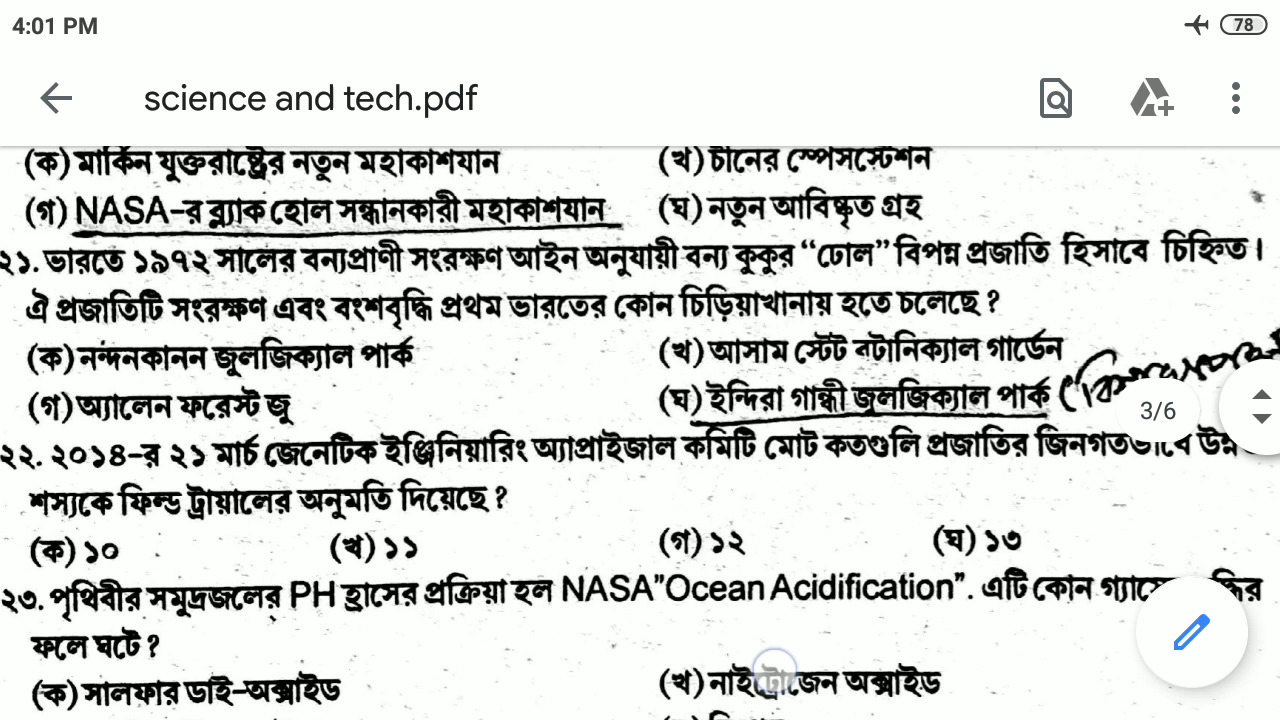 4:01 PM
78
science and tech.pdf
(ক) মার্কিন যুক্তরাষ্ট্রের নতুন মহাকাশযান (খ) চীনের স্পেসস্টেশন
(গ) NASA-র ব্ল্যাক হোল সন্ধানকারী মহাকাশযান (ঘ) নতুন আবিষ্কৃত গ্রহ
২১. ভারতে ১৯৭২ সালের বন্যপ্রাণী সংরক্ষণ আইন অনুযায়ী বন্য কুকুর “ঢোল” বিপন্ন প্রজাতি হিসাবে চিহ্নিত।
ঐ প্রজাতিটি সংরক্ষণ এবং বংশবৃদ্ধি প্রথম ভারতের কোন চিড়িয়াখানায় হতে চলেছে ?
(ক) নন্দনকানন জুলজিক্যাল পার্ক (খ) আসাম স্টেট বটানিক্যাল গার্ডেন
(গ) অ্যালেন ফরেস্ট জু (ঘ) ইন্দিরা গান্ধী জুলজিক্যাল পার্ক
3/6
২২. ২০১৪-র ২১ মার্চ জেনেটিক ইঞ্জিনিয়ারিং অ্যাপ্রাইজাল কমিটি মোট কতগুলি প্রজাতির জিনগতভাবে
শস্যকে ফিল্ড ট্রায়ালের অনুমতি দিয়েছে ?
(ক) ১০ (খ) ১১ (গ) ১২ (ঘ) ১৩
২৩. পৃথিবীর সমুদ্রজলের PH হ্রাসের প্রক্রিয়া হল NASA”Ocean Acidification”. এটি কোন
ফলে ঘটে ?
(ক) সালফার ডাই-অক্সাইড (খ) নাইট্রোজেন অক্সাইড